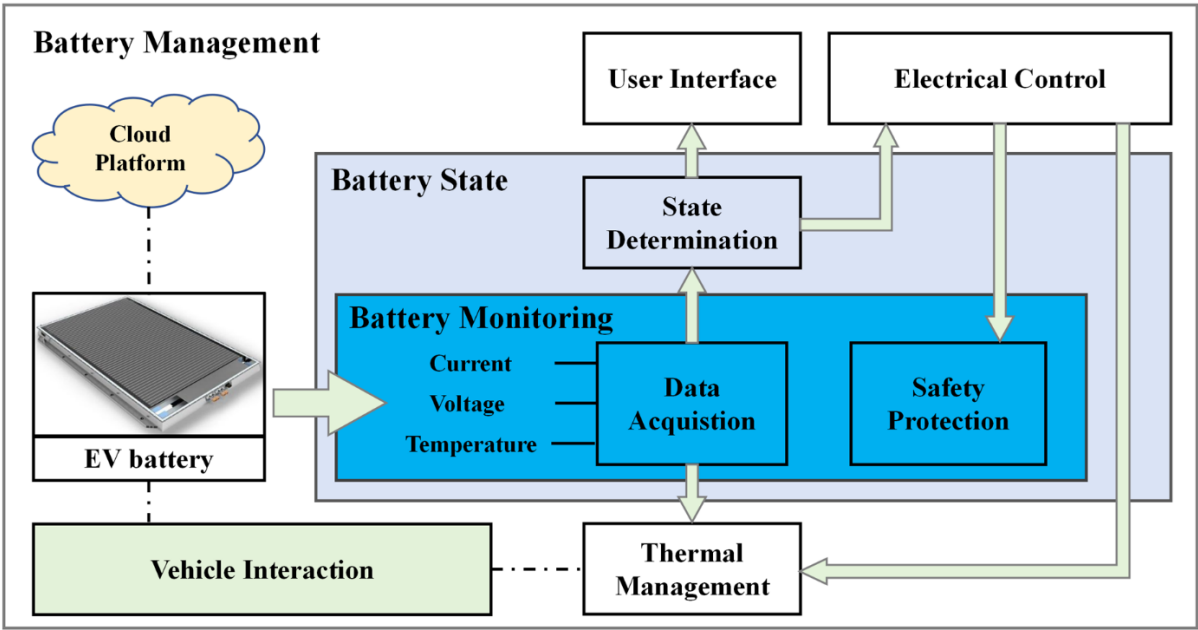 Battery Management
User Interface
Electrical Control
Cloud
Platform
Battery State
State
Determination
Battery Monitoring
Current
Voltage
Temperature
Data
Acquistion
Safety
Protection
EV battery
Vehicle Interaction
Thermal
Management